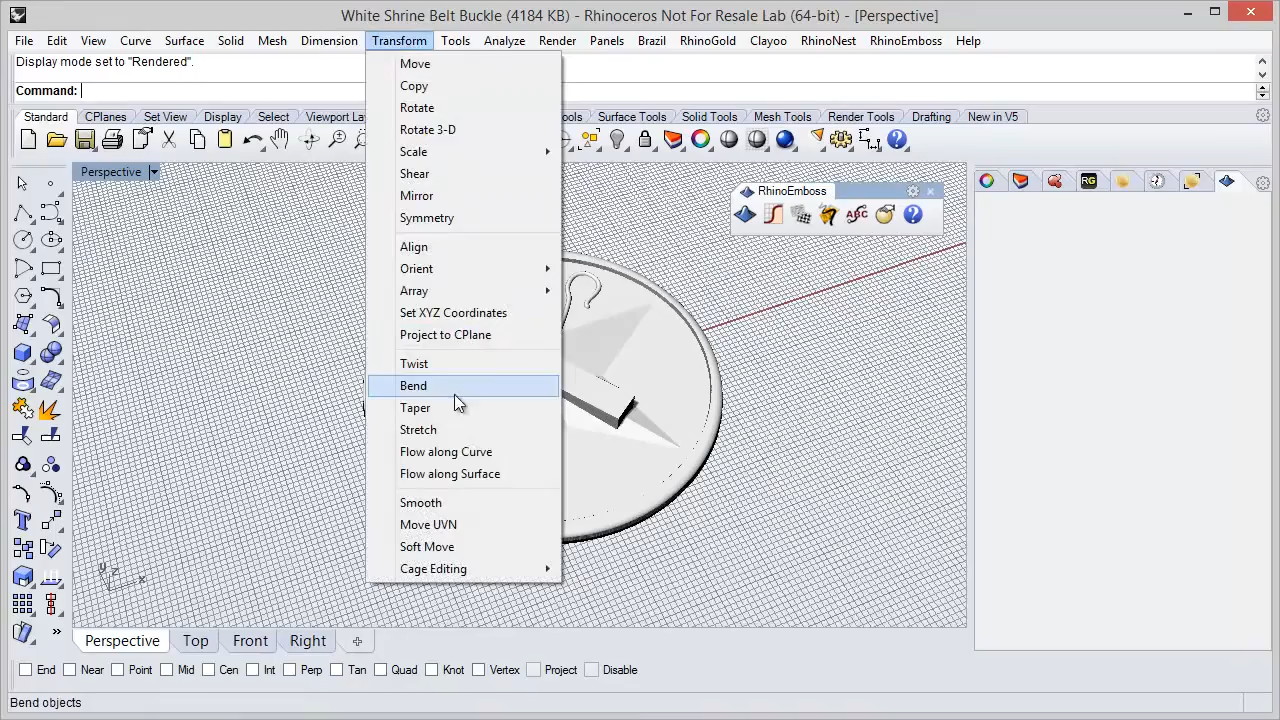 White Shrine Belt Buckle (4184 KB) - Rhinoceros Not For Resale Lab (64-bit) - [Perspective]
File Edit View Curve Surface Solid Mesh Dimension Transform Tools Analyze Render Panels Brazil RhinoGold Clayoo RhinoNest RhinoEmboss Help
Display mode set to "Rendered".
Command:
Standard CPlanes Set View Display Select Viewport Lay ools Surface Tools Solid Tools Mesh Tools Render Tools Drafting New in V5
Perspective
RhinoEmboss
RG
ABC
Move
Copy
Rotate
Rotate 3-D
Scale
Shear
Mirror
Symmetry
Align
Orient
Array
Set XYZ Coordinates
Project to CPlane
Twist
Bend
Taper
Stretch
Flow along Curve
Flow along Surface
Smooth
Move UVN
Soft Move
Cage Editing
y z x
Perspective Top Front Right
End Near Point Mid Cen Int Perp Tan Quad Knot Vertex Project Disable
Bend objects